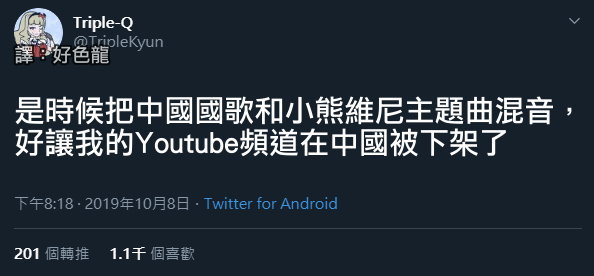 Triple-Q
@TripleKyun
譯：好色龍
是時候把中國國歌和小熊維尼主題曲混音，
好讓我的Youtube頻道在中國被下架了
下午8:18 · 2019年10月8日 · Twitter for Android
201 個轉推 1.1千 個喜歡